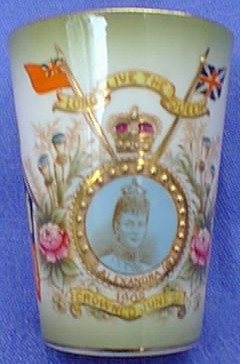 LONG LIVE THE QUEEN
ALEXANDRA
1902
CROWNED JUNE